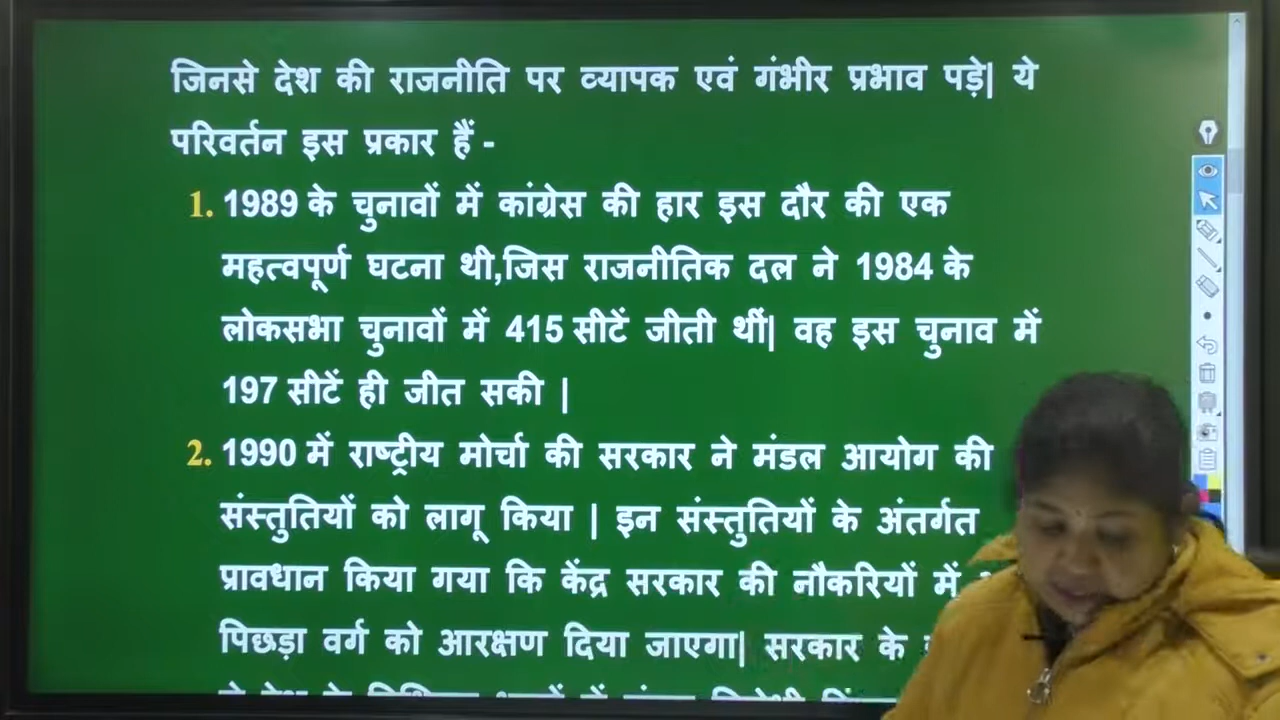 जिनसे देश की राजनीति पर व्यापक एवं गंभीर प्रभाव पड़े| ये
परिवर्तन इस प्रकार हैं -
1. 1989 के चुनावों में कांग्रेस की हार इस दौर की एक
महत्वपूर्ण घटना थी,जिस राजनीतिक दल ने 1984 के
लोकसभा चुनावों में 415 सीटें जीती थीं| वह इस चुनाव में
197 सीटें ही जीत सकी |
2. 1990 में राष्ट्रीय मोर्चा की सरकार ने मंडल आयोग की
संस्तुतियों को लागू किया | इन संस्तुतियों के अंतर्गत
प्रावधान किया गया कि केंद्र सरकार की नौकरियों में
पिछड़ा वर्ग को आरक्षण दिया जाएगा| सरकार के